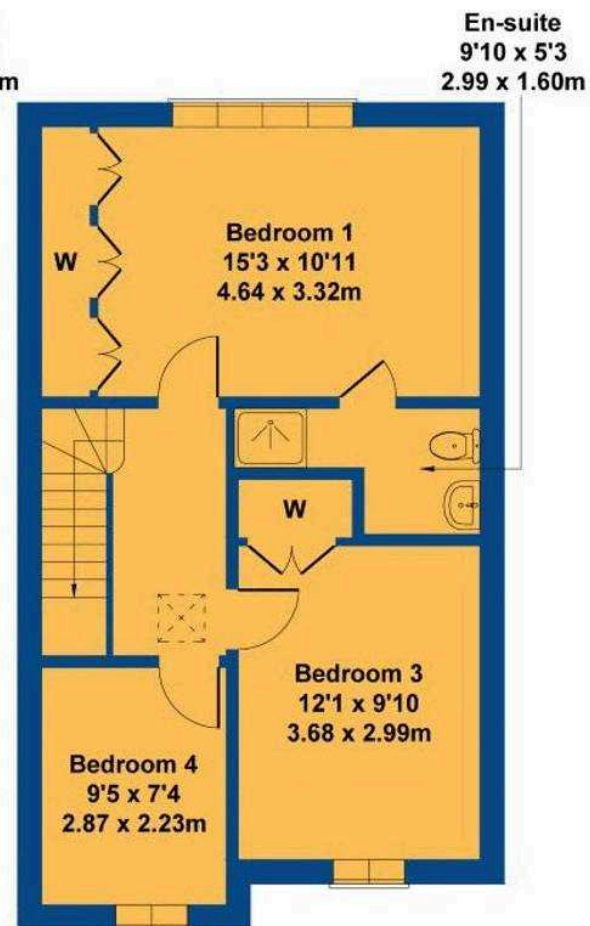 En-suite
9'10 x 5'3
2.99 x 1.60m
m
Bedroom 1
15'3 x 10'11
4.64 x 3.32m
W
W
Bedroom 3
12'1 x 9'10
3.68 x 2.99m
Bedroom 4
9'5 x 7'4
2.87 x 2.23m